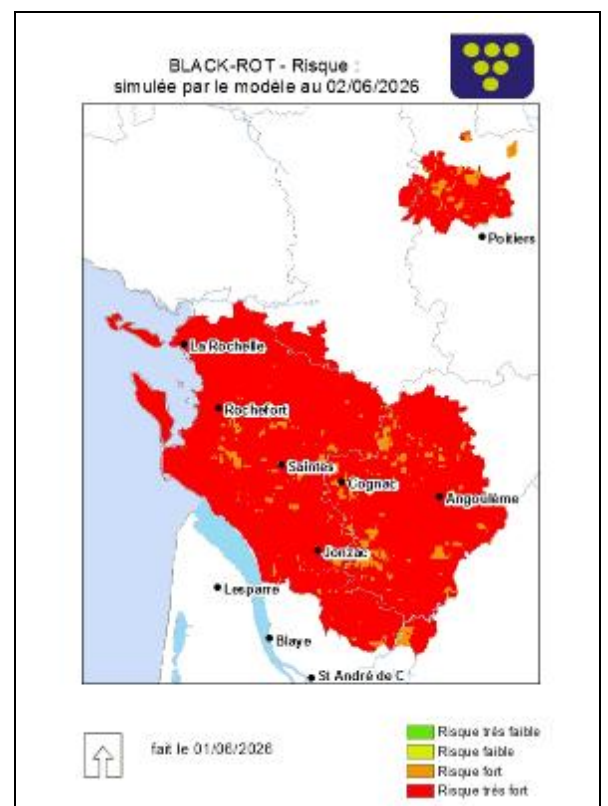 BLACK-ROT - Risque :
simulée par le modèle au 02/06/2026
Poitiers
La Rochelle
Rochefort
Saintes
Cognac
Angoulème
Jonzac
Lesparre
Blaye
St André de C
fait le 01/06/2026
Risque très faible
Risque faible
Risque fort
Risque très fort